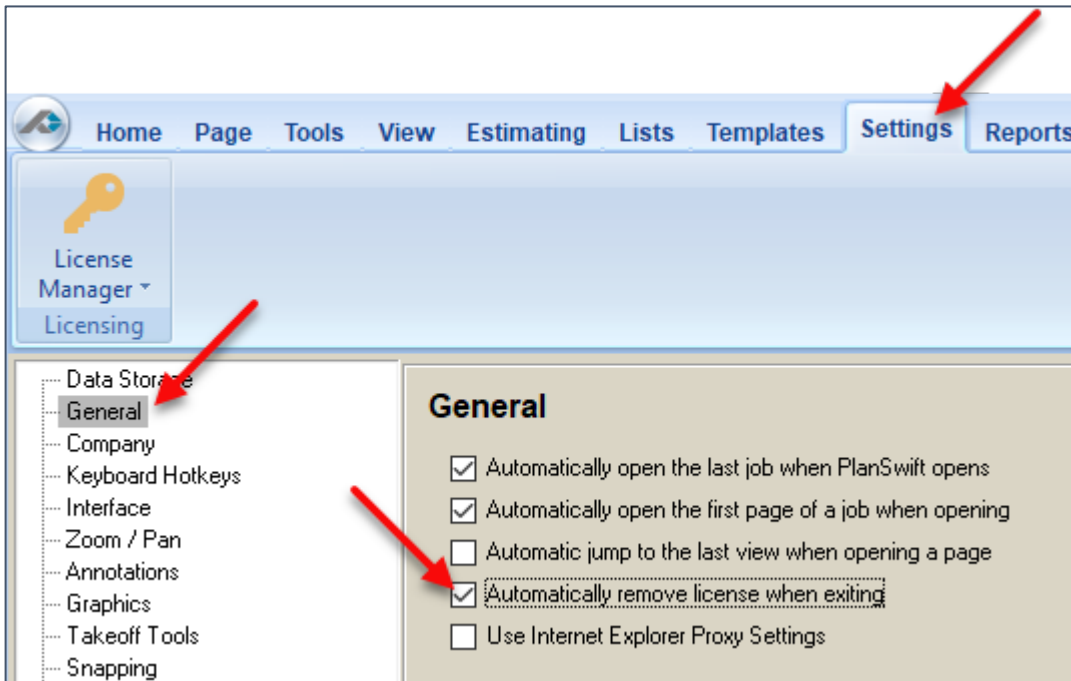 Home Page Tools View Estimating Lists Templates Settings Reports
License
Manager
Licensing
Data Storage
General
Company
Keyboard Hotkeys
Interface
Zoom / Pan
Annotations
Graphics
Takeoff Tools
Snapping
General
Automatically open the last job when PlanSwift opens
Automatically open the first page of a job when opening
Automatic jump to the last view when opening a page
Automatically remove license when exiting
Use Internet Explorer Proxy Settings